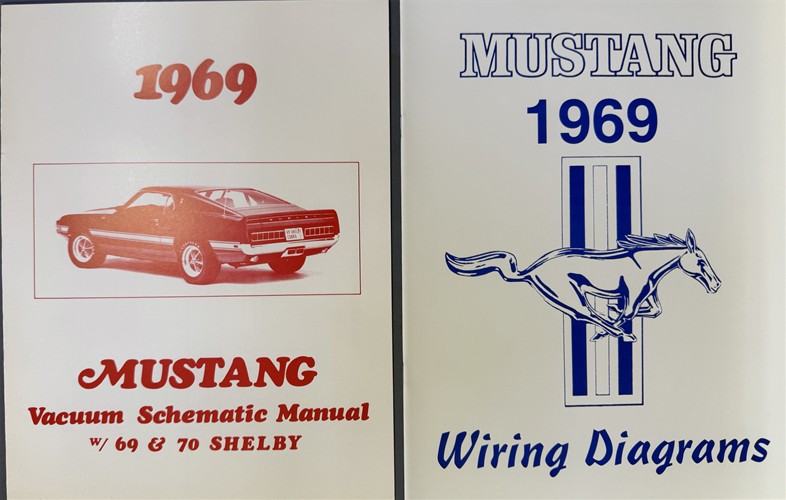 1969
MUSTANG
Vacuum Schematic Manual
W/ 69 & 70 SHELBY
MUSTANG
1969
Wiring Diagrams